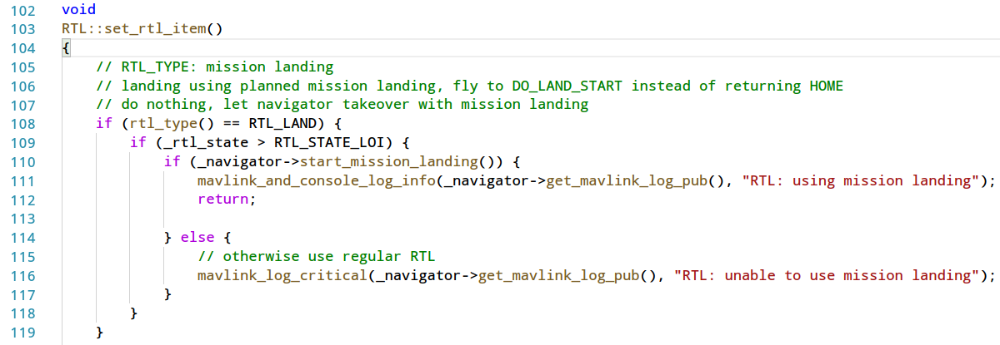 102 void
103 RTL::set_rtl_item()
104 {
105     // RTL_TYPE: mission landing
106     // landing using planned mission landing, fly to DO_LAND_START instead of returning HOME
107     // do nothing, let navigator takeover with mission landing
108     if (rtl_type() == RTL_LAND) {
109         if (_rtl_state > RTL_STATE_LOI) {
110             if (_navigator->start_mission_landing()) {
111                 mavlink_and_console_log_info(_navigator->get_mavlink_log_pub(), "RTL: using mission landing");
112                 return;
113
114             } else {
115                 // otherwise use regular RTL
116                 mavlink_log_critical(_navigator->get_mavlink_log_pub(), "RTL: unable to use mission landing");
117             }
118         }
119     }